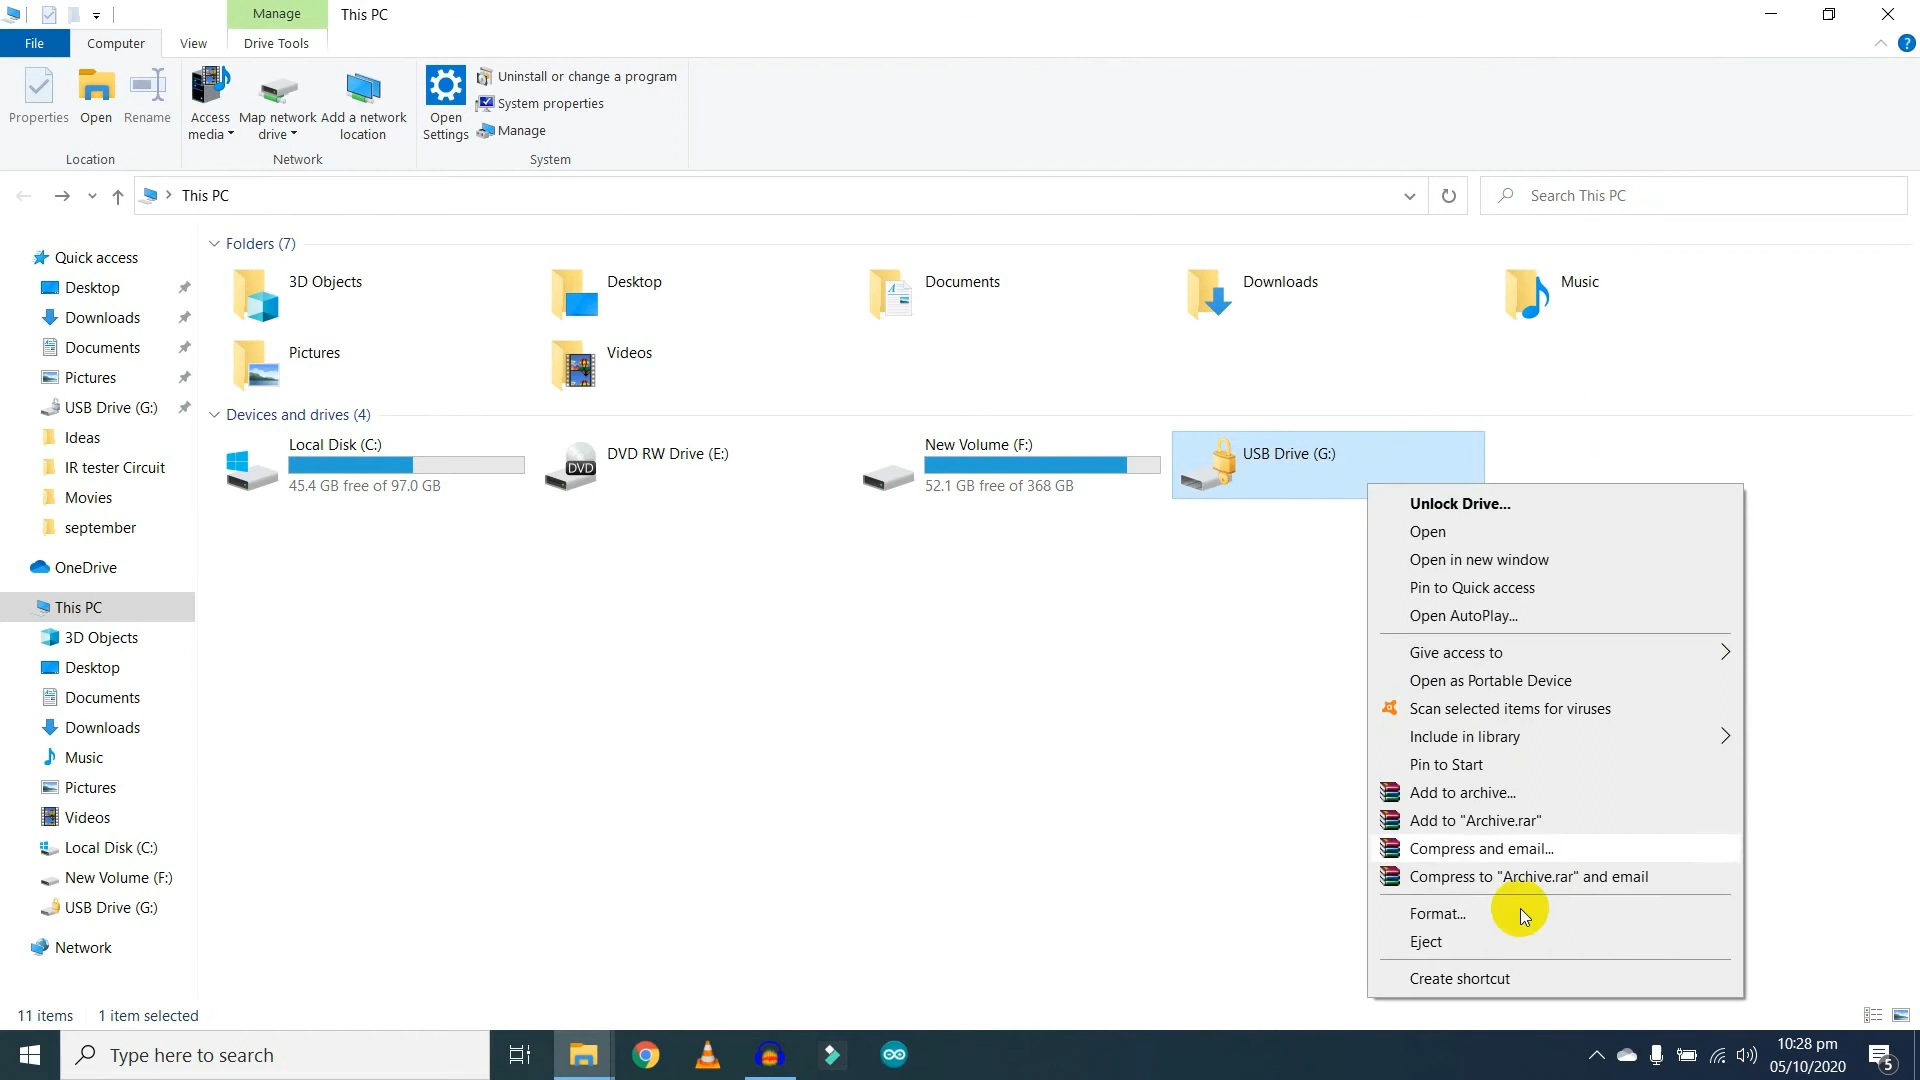 Manage
This PC
File
Computer
View
Drive Tools
Properties
Open
Rename
Access media
Map network drive
Add a network location
Open Settings
Uninstall or change a program
System properties
Manage
Location
Network
System
This PC
Search This PC
Quick access
Desktop
Downloads
Documents
Pictures
USB Drive (G:)
Ideas
IR tester Circuit
Movies
september
OneDrive
This PC
3D Objects
Desktop
Documents
Downloads
Music
Pictures
Videos
Local Disk (C:)
New Volume (F:)
USB Drive (G:)
Network
Folders (7)
3D Objects
Desktop
Documents
Downloads
Music
Pictures
Videos
Devices and drives (4)
Local Disk (C:)
45.4 GB free of 97.0 GB
DVD
DVD RW Drive (E:)
New Volume (F:)
52.1 GB free of 368 GB
USB Drive (G:)
Unlock Drive...
Open
Open in new window
Pin to Quick access
Open AutoPlay...
Give access to
Open as Portable Device
Scan selected items for viruses
Include in library
Pin to Start
Add to archive...
Add to "Archive.rar"
Compress and email...
Compress to "Archive.rar" and email
Format...
Eject
Create shortcut
11 items
1 item selected
Type here to search
10:28 pm
05/10/2020
5